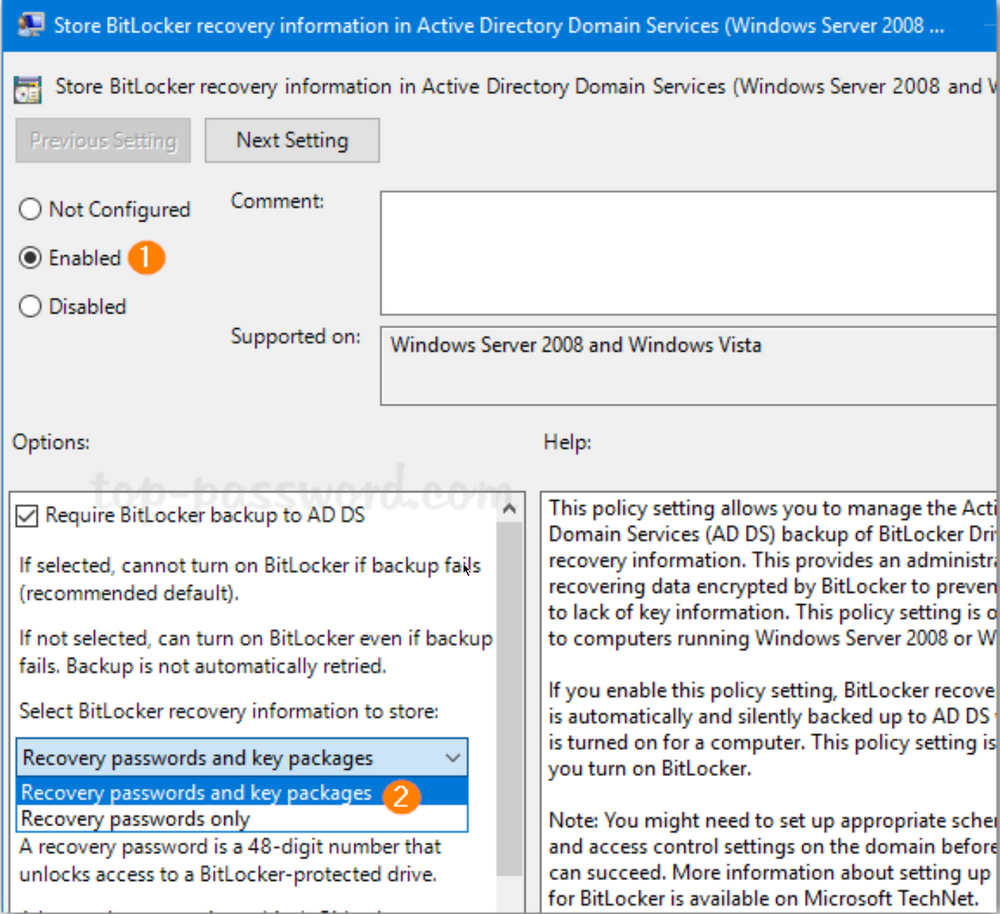 Store BitLocker recovery information in Active Directory Domain Services (Windows Server 2008 ...
Store BitLocker recovery information in Active Directory Domain Services (Windows Server 2008 and
Previous Setting
Next Setting
Not Configured
Comment:
Enabled 1
Disabled
Supported on:
Windows Server 2008 and Windows Vista
Options:
Help:
top-password.com
Require BitLocker backup to AD DS
If selected, cannot turn on BitLocker if backup fails
(recommended default).
If not selected, can turn on BitLocker even if backup
fails. Backup is not automatically retried.
Select BitLocker recovery information to store:
Recovery passwords and key packages
Recovery passwords and key packages 2
Recovery passwords only
A recovery password is a 48-digit number that
unlocks access to a BitLocker-protected drive.
This policy setting allows you to manage the Acti
Domain Services (AD DS) backup of BitLocker Dri
recovery information. This provides an administra
recovering data encrypted by BitLocker to preven
to lack of key information. This policy setting is o
to computers running Windows Server 2008 or W
If you enable this policy setting, BitLocker recove
is automatically and silently backed up to AD DS
is turned on for a computer. This policy setting is
you turn on BitLocker.
Note: You might need to set up appropriate sche
and access control settings on the domain before
can succeed. More information about setting up
for BitLocker is available on Microsoft TechNet.